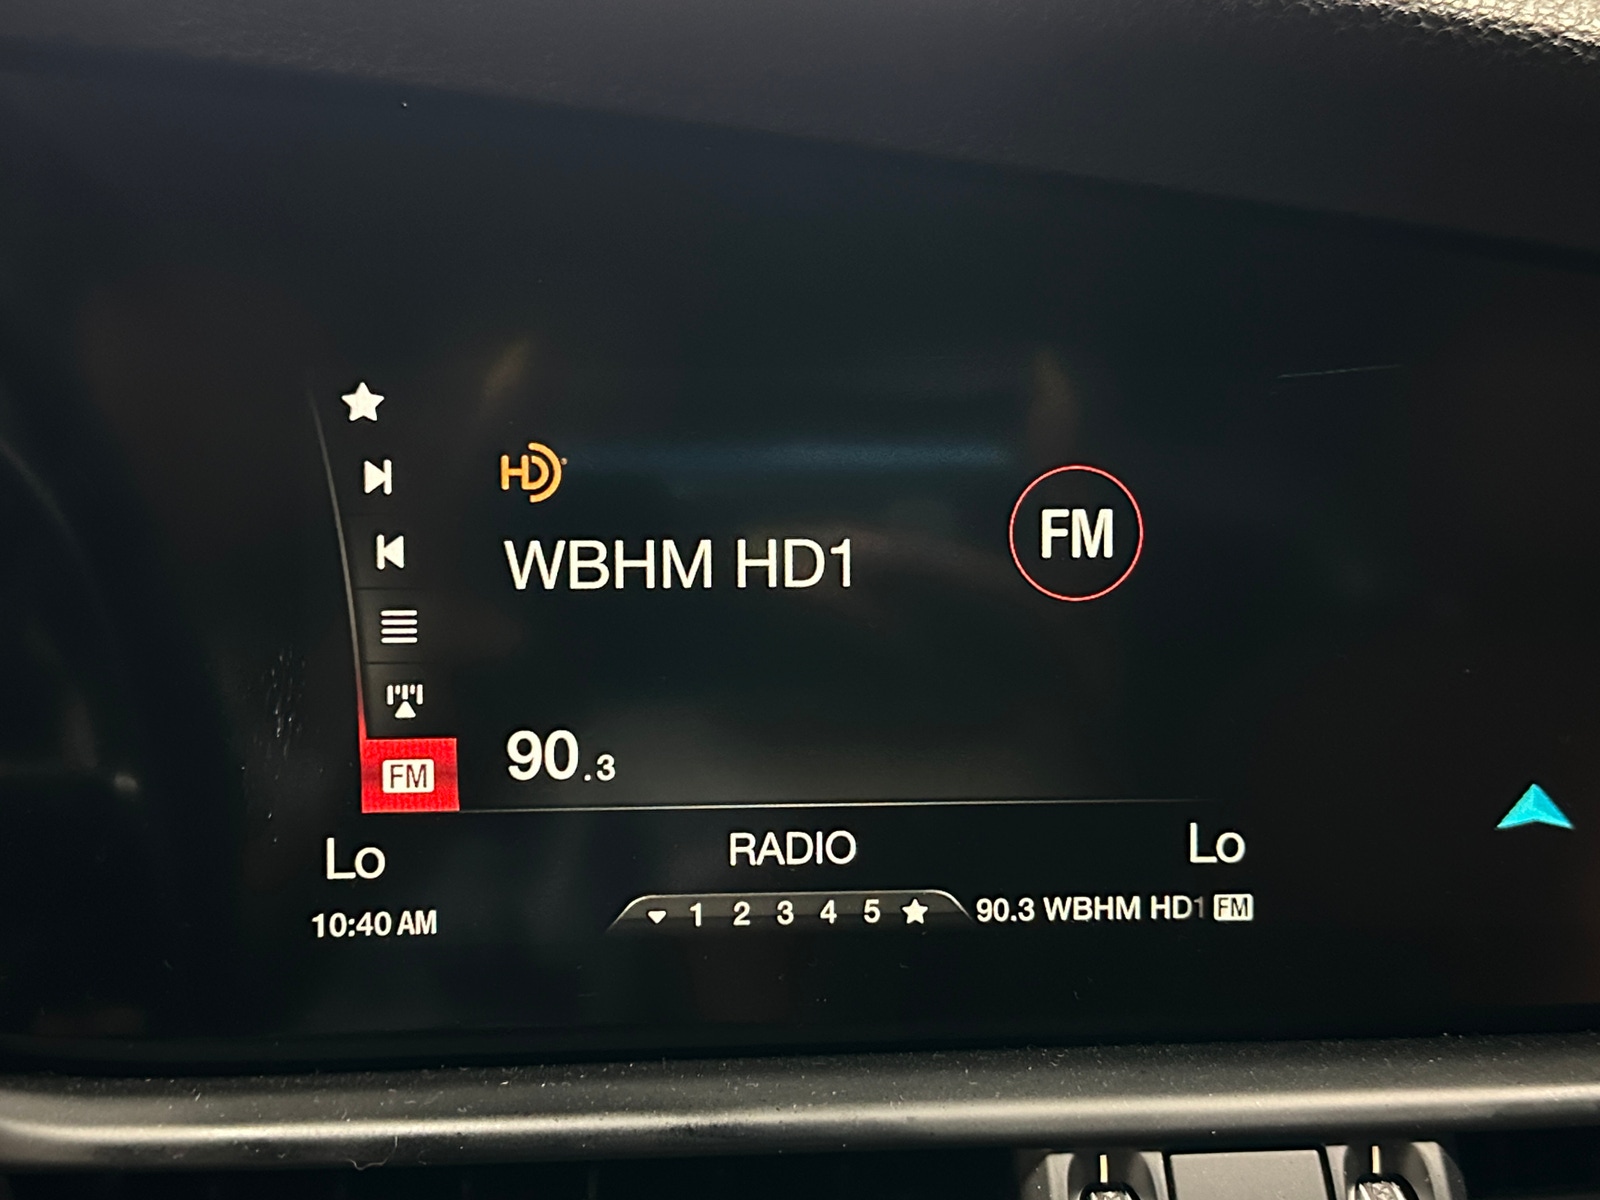 HD
WBHM HD1
FM
90.3
FM
Lo
RADIO
Lo
10:40 AM
1 2 3 4 5
90.3 WBHM HD1 FM